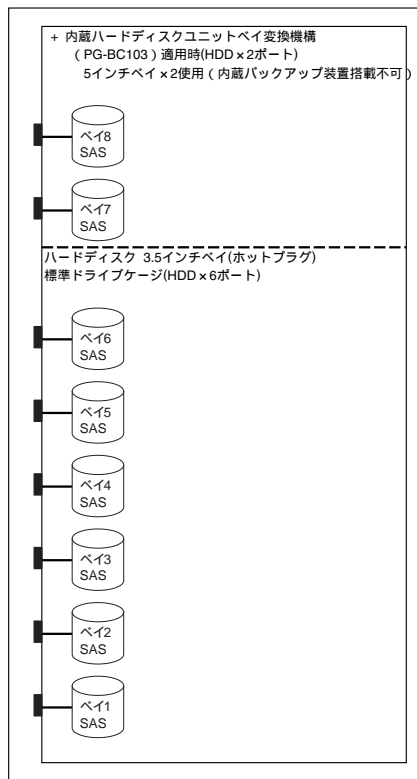 + 内蔵ハードディスクユニットベイ変換機構
(PG-BC103)適用時(HDD×2ポート)
5インチベイ×2使用(内蔵バックアップ装置搭載不可)
ベイ8
SAS
ベイ7
SAS
ハードディスク 3.5インチベイ(ホットプラグ)
標準ドライブケージ(HDD×6ポート)
ベイ6
SAS
ベイ5
SAS
ベイ4
SAS
ベイ3
SAS
ベイ2
SAS
ベイ1
SAS